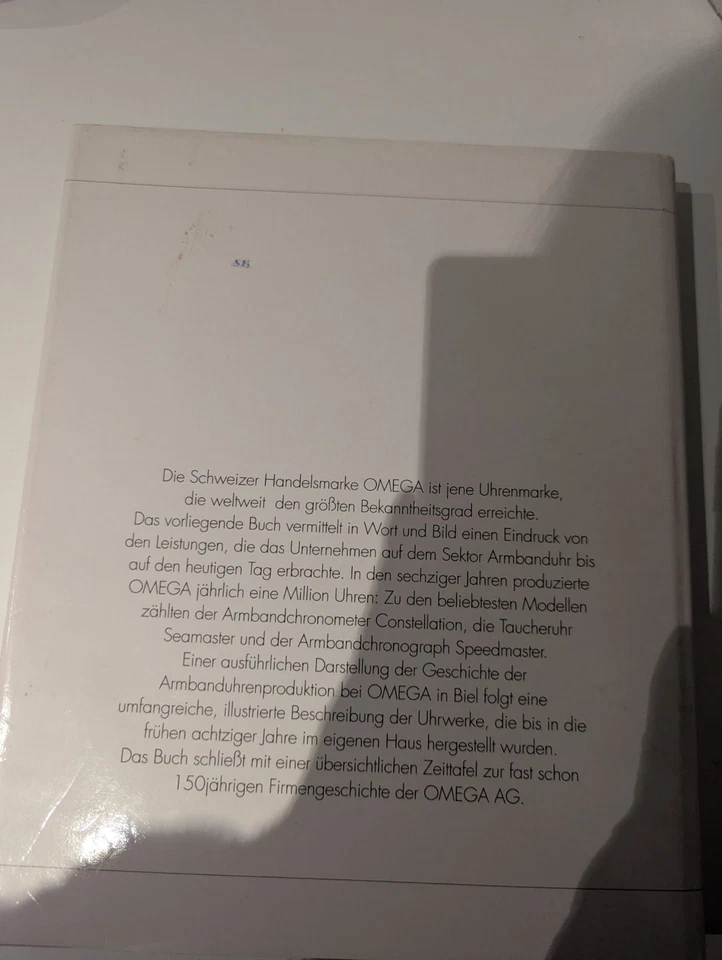 Die Schweizer Handelsmarke OMEGA ist jene Uhrenmarke,
die weltweit den größten Bekanntheitsgrad erreichte.
Das vorliegende Buch vermittelt in Wort und Bild einen Eindruck von
den Leistungen, die das Unternehmen auf dem Sektor Armbanduhr bis
auf den heutigen Tag erbrachte. In den sechziger Jahren produzierte
OMEGA jährlich eine Million Uhren: Zu den beliebtesten Modellen
zählten der Armbandchronometer Constellation, die Taucheruhr
Seamaster und der Armbandchronograph Speedmaster.
Einer ausführlichen Darstellung der Geschichte der
Armbanduhrenproduktion bei OMEGA in Biel folgt eine
umfangreiche, illustrierte Beschreibung der Uhrwerke, die bis in die
frühen achtziger Jahre im eigenen Haus hergestellt wurden.
Das Buch schließt mit einer übersichtlichen Zeittafel zur fast schon
150jährigen Firmengeschichte der OMEGA AG.